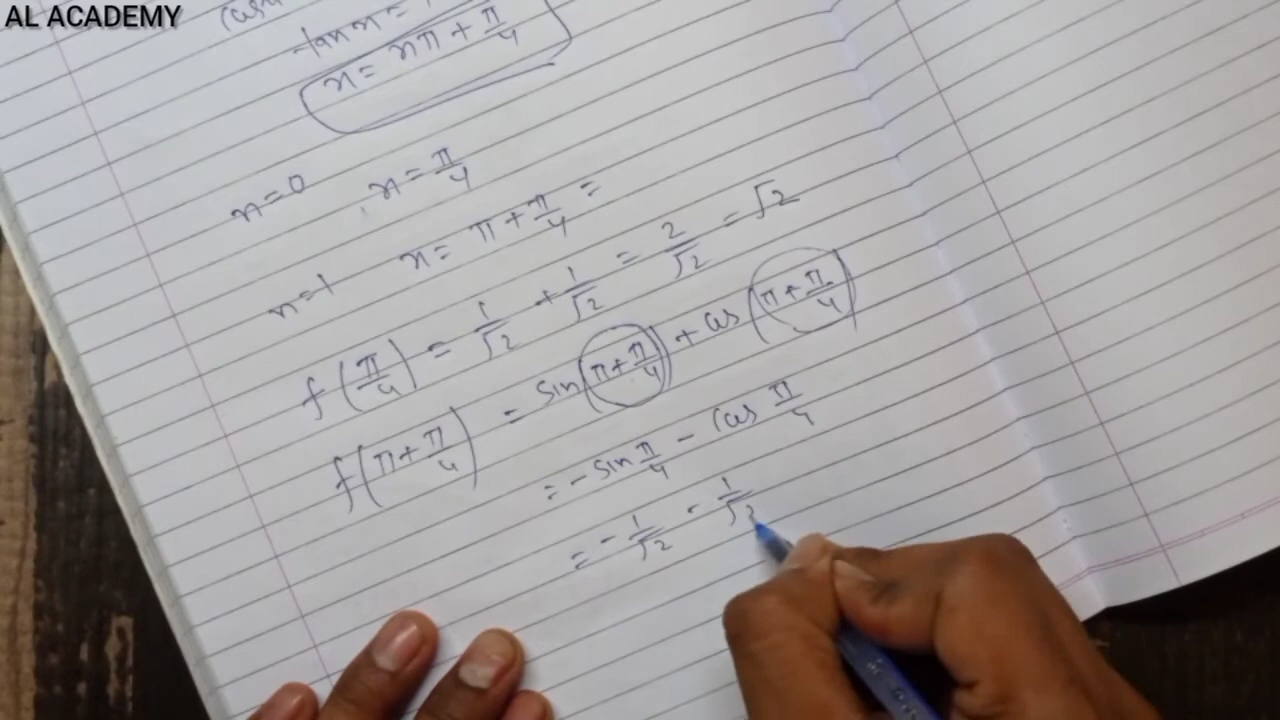 AL ACADEMY
tan x = 1
x = nπ + π/4
n = 0 , x = π/4
n = 1 x = π + π/4 =
f(π/4) = 1/√2 + 1/√2 = 2/√2 = √2
f(π + π/4) = sin(π + π/4) + cos(π + π/4)
= - sin π/4 - cos π/4
= - 1/√2 - 1/√2